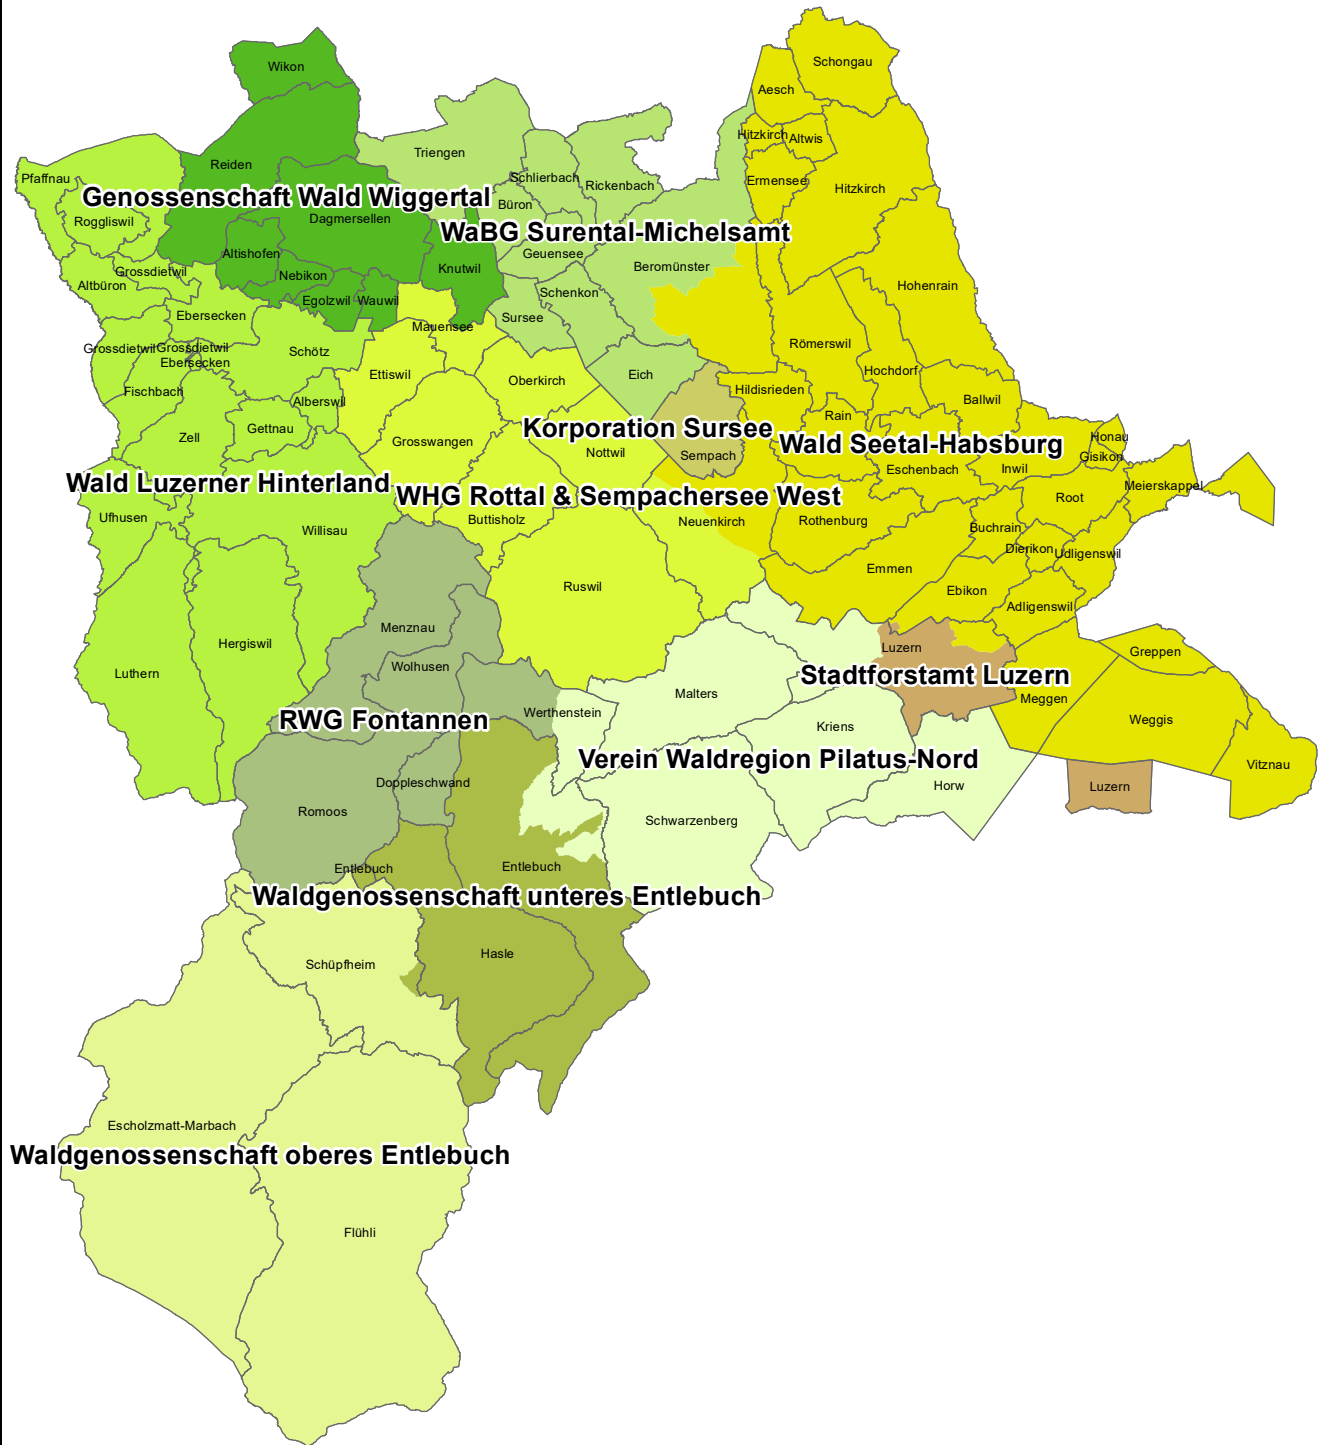 Schongau
Wikon
Aesch
Hitzkirch
Altwis
Triengen
Reiden
Schlierbach
Rickenbach
Ermensee
Hitzkirch
Pfaffnau
Genossenschaft Wald Wiggertal
Büron
Roggliswil
Dagmersellen
WaBG Surental-Michelsamt
Altishofen
Geuensee
Grossdietwil
Nebikon
Knutwil
Beromünster
Altbüron
Hohenrain
Schenkon
Egolzwil
Wauwil
Ebersecken
Sursee
Mauensee
Grossdietwil
Grossdietwil
Schötz
Römerswil
Ebersecken
Ettiswil
Eich
Hochdorf
Oberkirch
Fischbach
Hildisrieden
Alberswil
Ballwil
Rain
Gettnau
Korporation Sursee
Zell
Grosswangen
Wald Seetal-Habsburg
Honau
Nottwil
Sempach
Gisikon
Eschenbach
Inwil
Wald Luzerner Hinterland
Meierskappel
WHG Rottal & Sempachersee West
Root
Ufhusen
Buttisholz
Neuenkirch
Rothenburg
Willisau
Buchrain
Dierikon
Udligenswil
Emmen
Ruswil
Ebikon
Adligenswil
Menznau
Hergiswil
Luzern
Greppen
Wolhusen
Luthern
Stadtforstamt Luzern
Malters
Meggen
Werthenstein
RWG Fontannen
Weggis
Kriens
Verein Waldregion Pilatus-Nord
Vitznau
Doppleschwand
Horw
Luzern
Romoos
Schwarzenberg
Entlebuch
Entlebuch
Waldgenossenschaft unteres Entlebuch
Hasle
Schüpfheim
Escholzmatt-Marbach
Waldgenossenschaft oberes Entlebuch
Flühli